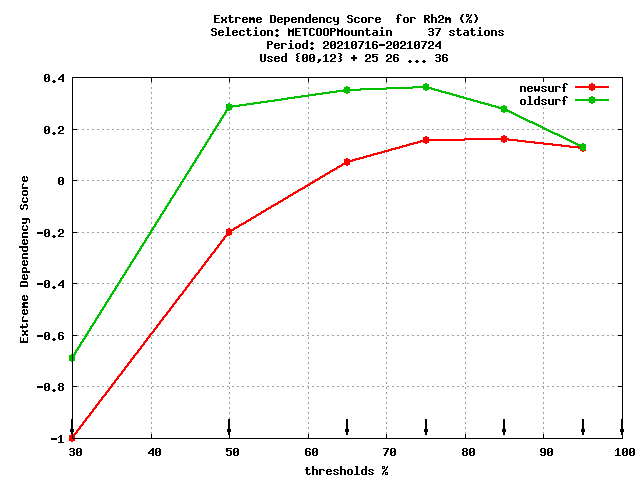 Extreme Dependency Score  for Rh2m (%)
Selection: METCOOPMountain     37 stations
Period: 20210716-20210724
Used {00,12} + 25 26 ... 36
newsurf
oldsurf
0.4
0.2
0
-0.2
-0.4
-0.6
-0.8
-1
Extreme Dependency Score
30 40 50 60 70 80 90 100
thresholds %